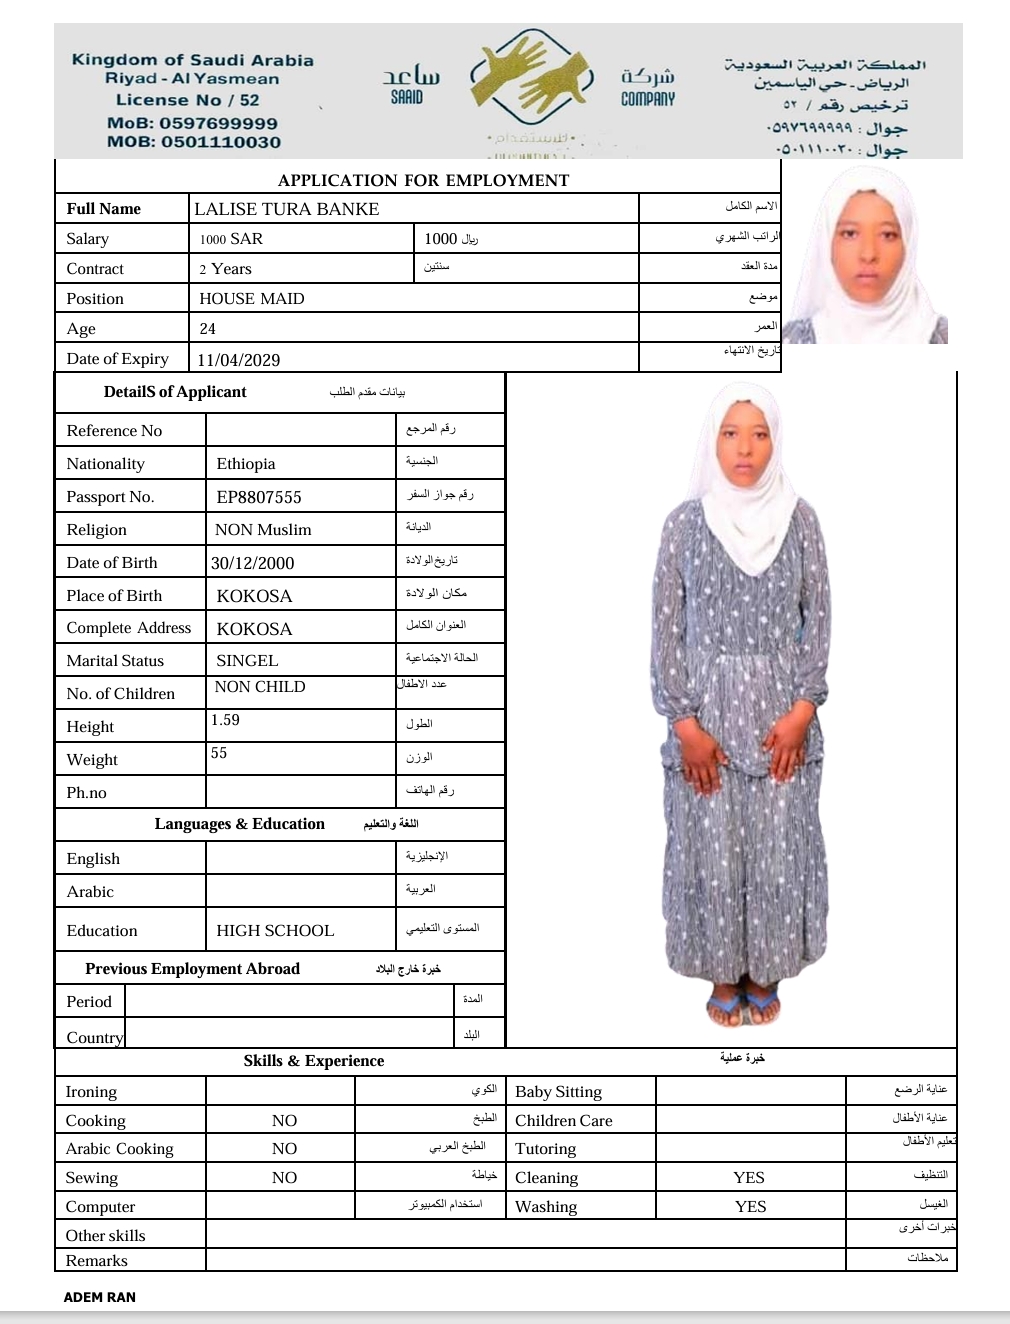 Kingdom of Saudi Arabia
Riyad - Al Yasmean
License No / 52
MoB: 0597699999
MOB: 0501110030
ساعد
SAAID
شركة
COMPANY
للاستقدام
المملكة العربية السعودية
الرياض - حي الياسمين
ترخيص رقم / ٥٢
جوال : ٠٥٩٧٦٩٩٩٩٩
جوال : ٠٥٠١١١٠٠٣٠
APPLICATION FOR EMPLOYMENT
Full Name LALISE TURA BANKE الاسم الكامل
Salary 1000 SAR 1000 ريال الراتب الشهري
Contract 2 Years سنتين مدة العقد
Position HOUSE MAID موضع
Age 24 العمر
Date of Expiry 11/04/2029 تاريخ الانتهاء
DetailS of Applicant بيانات مقدم الطلب
Reference No رقم المرجع
Nationality Ethiopia الجنسية
Passport No. EP8807555 رقم جواز السفر
Religion NON Muslim الديانة
Date of Birth 30/12/2000 تاريخ الولادة
Place of Birth KOKOSA مكان الولادة
Complete Address KOKOSA العنوان الكامل
Marital Status SINGEL الحالة الاجتماعية
No. of Children NON CHILD عدد الاطفال
Height 1.59 الطول
Weight 55 الوزن
Ph.no رقم الهاتف
Languages & Education اللغة والتعليم
English الإنجليزية
Arabic العربية
Education HIGH SCHOOL المستوى التعليمي
Previous Employment Abroad خبرة خارج البلاد
Period المدة
Country البلد
Skills & Experience خبرة عملية
Ironing الكوي Baby Sitting عناية الرضع
Cooking NO الطبخ Children Care عناية الأطفال
Arabic Cooking NO الطبخ العربي Tutoring تعليم الأطفال
Sewing NO خياطة Cleaning YES التنظيف
Computer استخدام الكمبيوتر Washing YES الغيسل
Other skills خبرات أخرى
Remarks ملاحظات
ADEM RAN